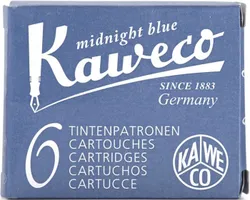 midnight blue
Kaweco
SINCE 1883
Germany
6
TINTENPATRONEN
CARTOUCHES
CARTRIDGES
CARTUCHOS
CARTUCCE
KA WE
CO